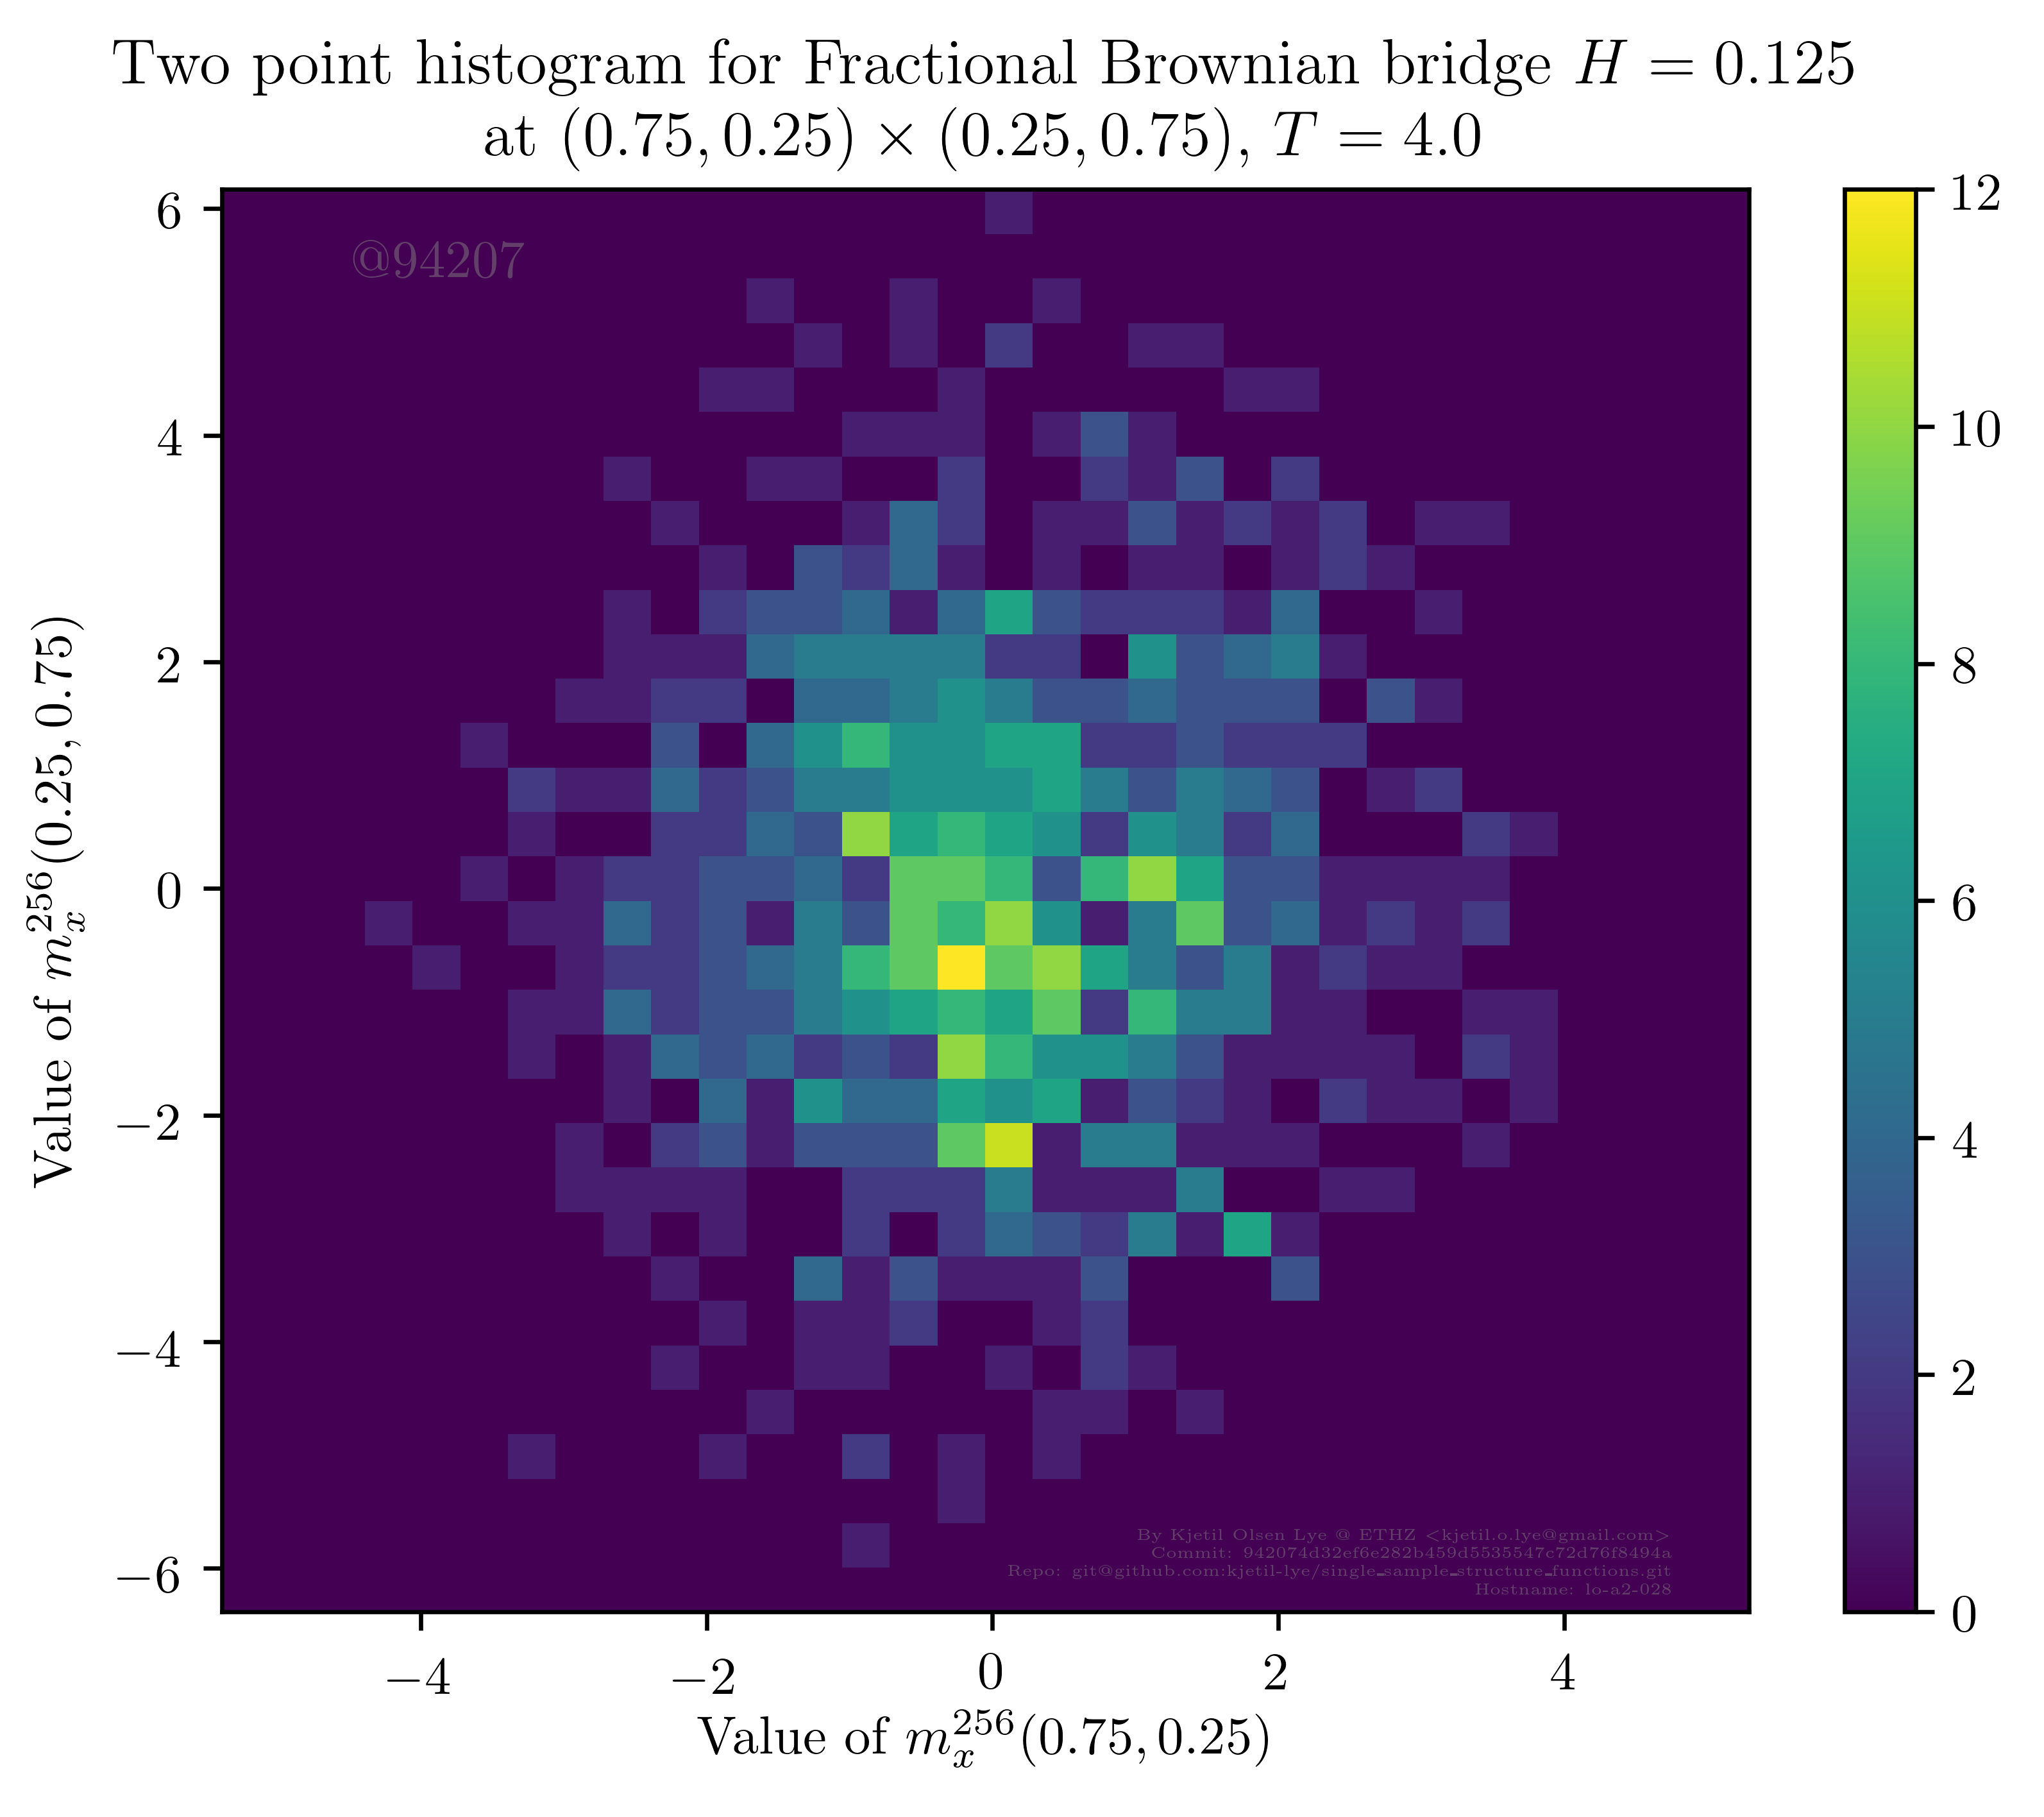 Two point histogram for Fractional Brownian bridge H = 0.125
at (0.75, 0.25) × (0.25, 0.75), T = 4.0
@94207
6
4
2
0
−2
−4
−6
Value of m_x^256(0.25, 0.75)
−4
−2
0
2
4
Value of m_x^256(0.75, 0.25)
12
10
8
6
4
2
0
By Kjetil Olsen Lye @ ETHZ <kjetil.o.lye@gmail.com>
Commit: 942074d32ef6e282b459d5535547c72d76f8494a
Repo: git@github.com:kjetil-lye/single_sample_structure_functions.git
Hostname: lo-a2-028